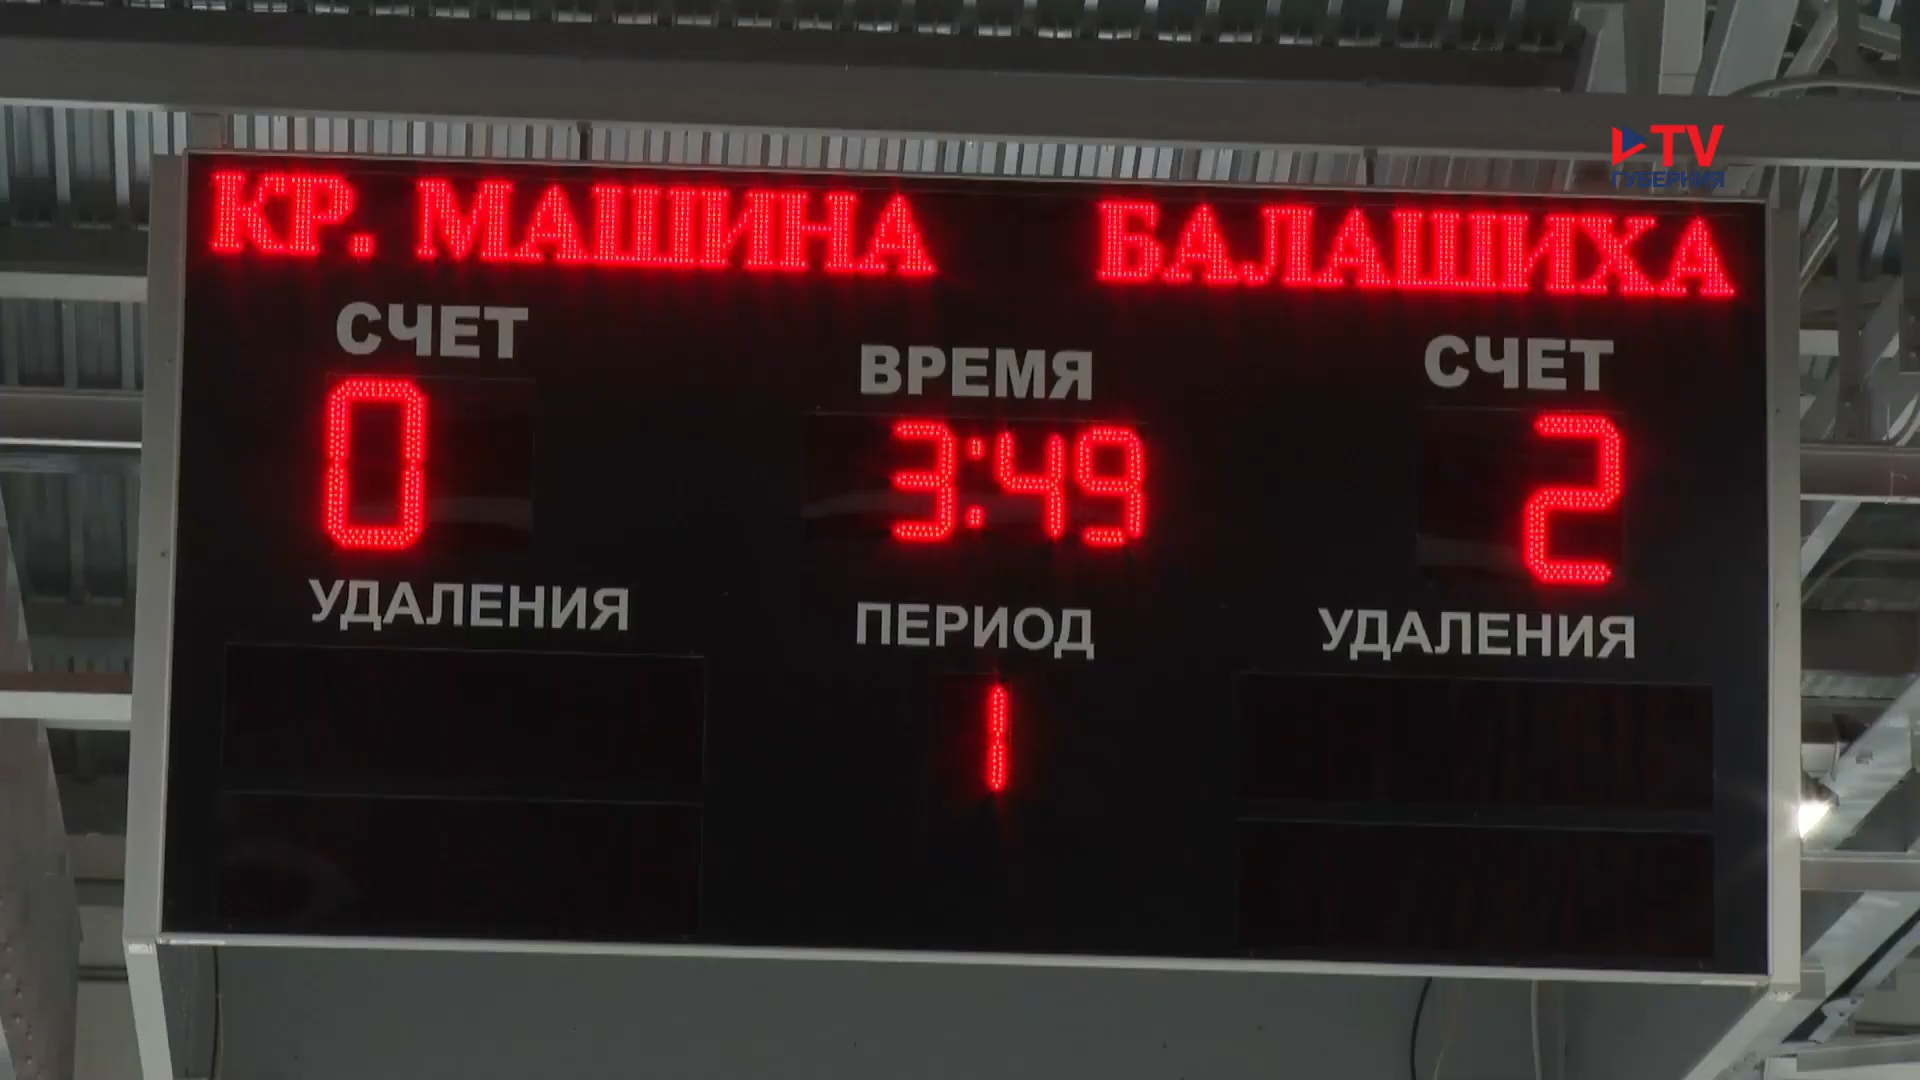 TV
ГУБЕРНИЯ
КР. МАШИНА БАЛАШИХА
СЧЕТ ВРЕМЯ СЧЕТ
0 3:49 2
УДАЛЕНИЯ ПЕРИОД УДАЛЕНИЯ
1